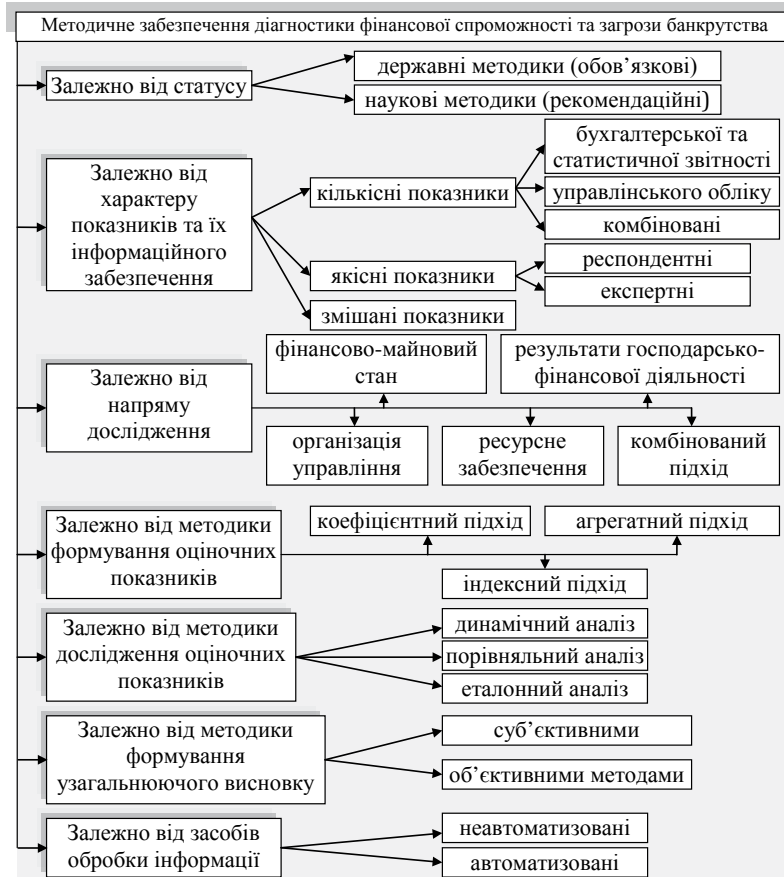 Методичне забезпечення діагностики фінансової спроможності та загрози банкрутства
Залежно від статусу
державні методики (обов’язкові)
наукові методики (рекомендаційні)
Залежно від
характеру
показників та їх
інформаційного
забезпечення
кількісні показники
бухгалтерської та
статистичної звітності
управлінського обліку
комбіновані
якісні показники
респондентні
експертні
змішані показники
Залежно від
напряму
дослідження
фінансово-майновий
стан
результати господарсько-
фінансової діяльності
організація
управління
ресурсне
забезпечення
комбінований
підхід
Залежно від методики
формування оціночних
показників
коефіцієнтний підхід
агрегатний підхід
індексний підхід
Залежно від методики
дослідження оціночних
показників
динамічний аналіз
порівняльний аналіз
еталонний аналіз
Залежно від методики
формування
узагальнюючого висновку
суб’єктивними
об’єктивними методами
Залежно від засобів
обробки інформації
неавтоматизовані
автоматизовані